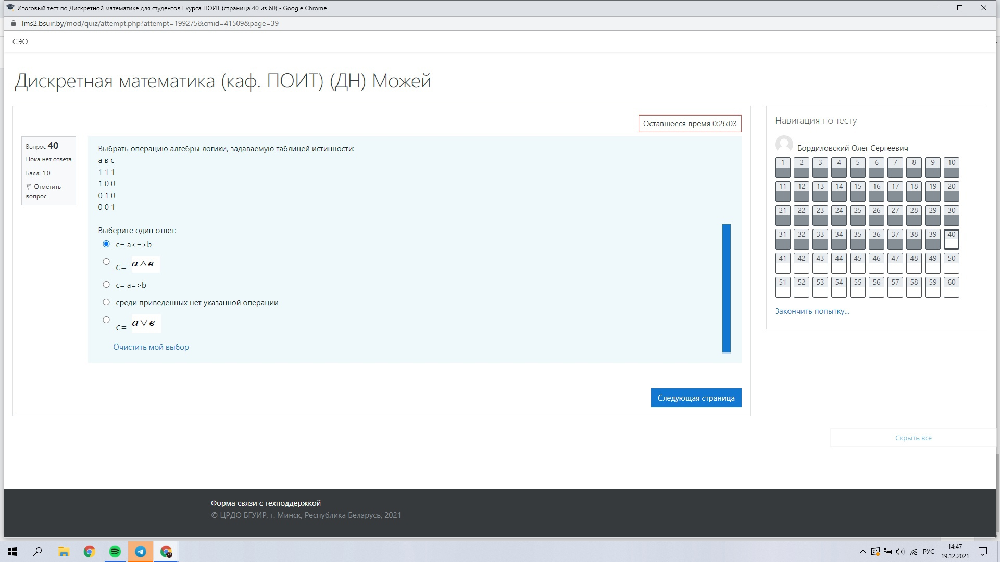 Итоговый тест по Дискретной математике для студентов I курса ПОИТ (страница 40 из 60) - Google Chrome
lms2.bsuir.by/mod/quiz/attempt.php?attempt=199275&cmid=41509&page=39
СЭО
Дискретная математика (каф. ПОИТ) (ДН) Можей
Оставшееся время 0:26:03
Вопрос 40
Пока нет ответа
Балл: 1,0
Отметить
вопрос
Выбрать операцию алгебры логики, задаваемую таблицей истинности:
а в с
1 1 1
1 0 0
0 1 0
0 0 1
Выберите один ответ:
c= a<=>b
c= a∧в
c= a=>b
среди приведенных нет указанной операции
c= a∨в
Очистить мой выбор
Следующая страница
Навигация по тесту
Бордиловский Олег Сергеевич
1 2 3 4 5 6 7 8 9 10
11 12 13 14 15 16 17 18 19 20
21 22 23 24 25 26 27 28 29 30
31 32 33 34 35 36 37 38 39 40
41 42 43 44 45 46 47 48 49 50
51 52 53 54 55 56 57 58 59 60
Закончить попытку...
Скрыть все
Форма связи с техподдержкой
© ЦРДО БГУИР, г. Минск, Республика Беларусь, 2021
РУС
14:47
19.12.2021